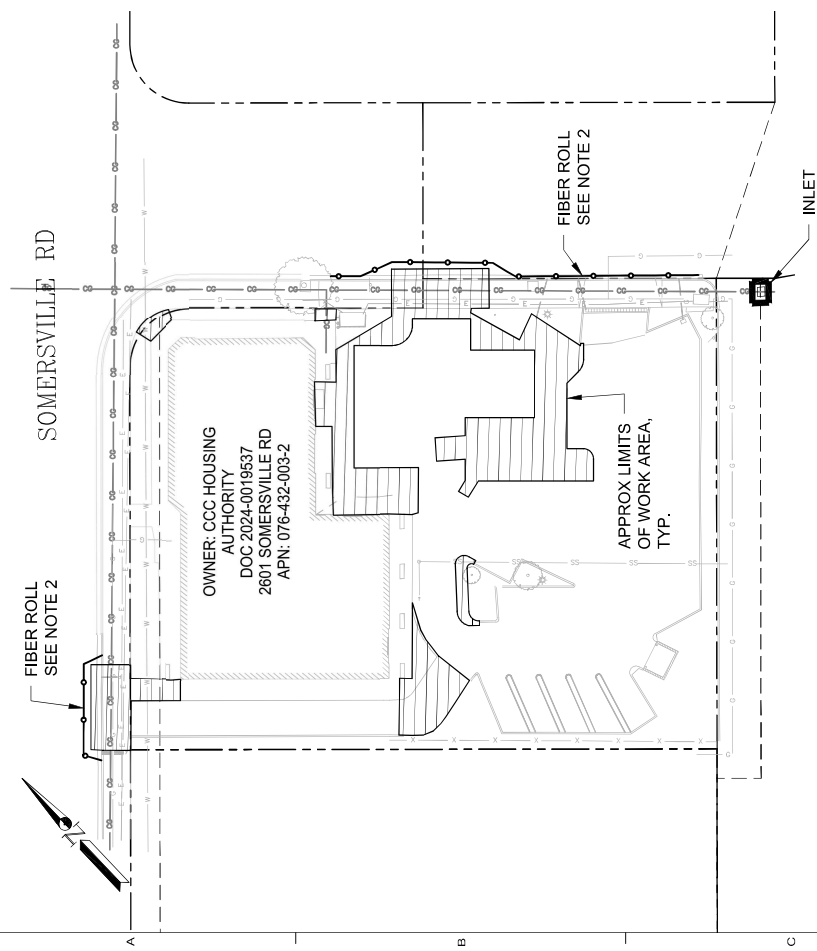 SOMERSVILLE RD
FIBER ROLL
SEE NOTE 2
INLET
OWNER: CCC HOUSING
AUTHORITY
DOC 2024-0019537
2601 SOMERSVILLE RD
APN: 076-432-003-2
APPROX LIMITS
OF WORK AREA,
TYP.
FIBER ROLL
SEE NOTE 2
N
A
B
C